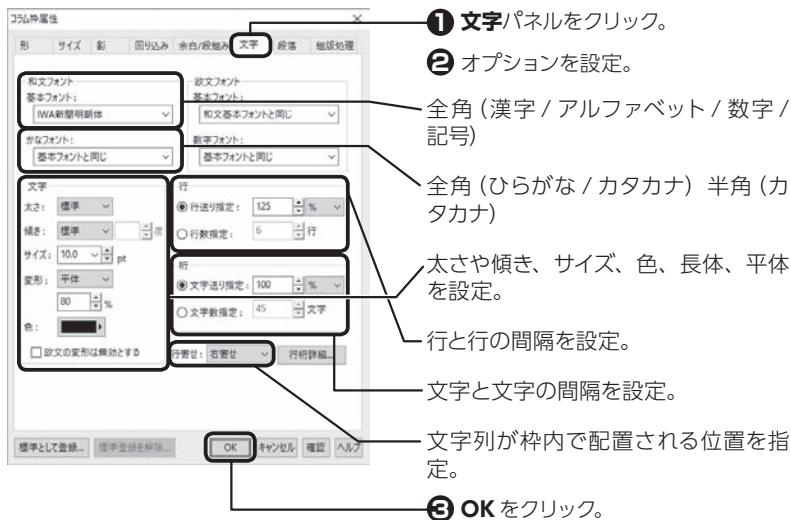 コラム枠属性 ×
形 サイズ 影 回り込み 余白/段組み 文字 段落 組版処理
和文フォント
基本フォント：
IWA新聞明朝体
かなフォント：
基本フォントと同じ
欧文フォント
基本フォント：
和文基本フォントと同じ
数字フォント：
基本フォントと同じ
文字
太さ： 標準
傾き： 標準 度
サイズ： 10.0 pt
変形： 平体
80 %
色：
欧文の変形は無効とする
行
行送り指定： 125 %
行数指定： 6 行
桁
文字送り指定： 100 %
文字数指定： 45 文字
行寄せ： 右寄せ 行桁詳細...
標準として登録... 標準登録を解除... OK キャンセル 確認 ヘルプ
❶ 文字パネルをクリック。
❷ オプションを設定。
全角（漢字 / アルファベット / 数字 /
記号）
全角（ひらがな / カタカナ） 半角（カ
タカナ）
太さや傾き、サイズ、色、長体、平体
を設定。
行と行の間隔を設定。
文字と文字の間隔を設定。
文字列が枠内で配置される位置を指
定。
❸ OK をクリック。